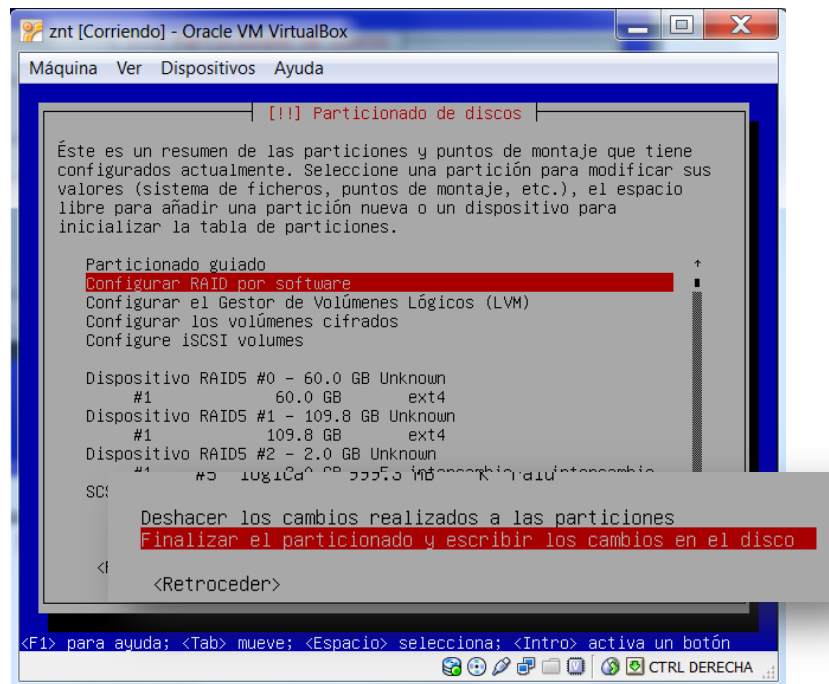 znt [Corriendo] - Oracle VM VirtualBox
Máquina Ver Dispositivos Ayuda
[!!] Particionado de discos
Éste es un resumen de las particiones y puntos de montaje que tiene
configurados actualmente. Seleccione una partición para modificar sus
valores (sistema de ficheros, puntos de montaje, etc.), el espacio
libre para añadir una partición nueva o un dispositivo para
inicializar la tabla de particiones.
Particionado guiado
Configurar RAID por software
Configurar el Gestor de Volúmenes Lógicos (LVM)
Configurar los volúmenes cifrados
Configure iSCSI volumes
Dispositivo RAID5 #0 - 60.0 GB Unknown
#1 60.0 GB ext4
Dispositivo RAID5 #1 - 109.8 GB Unknown
#1 109.8 GB ext4
Dispositivo RAID5 #2 - 2.0 GB Unknown
#5 lógica
Deshacer los cambios realizados a las particiones
Finalizar el particionado y escribir los cambios en el disco
<Retroceder>
<F1> para ayuda; <Tab> mueve; <Espacio> selecciona; <Intro> activa un botón
CTRL DERECHA